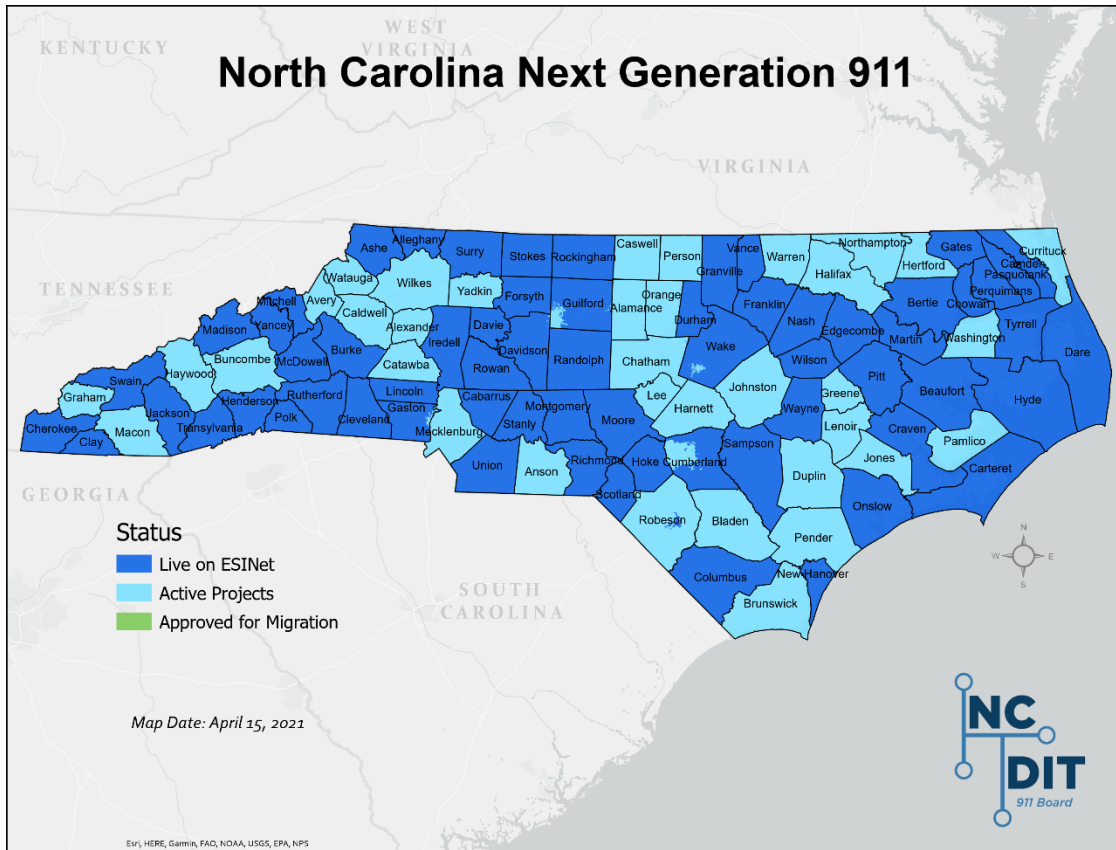 KENTUCKY
WEST
VIRGINIA
North Carolina Next Generation 911
VIRGINIA
TENNESSEE
GEORGIA
SOUTH
CAROLINA
Ashe
Alleghany
Surry
Stokes
Rockingham
Caswell
Person
Granville
Vance
Warren
Halifax
Northampton
Hertford
Gates
Currituck
Camden
Pasquotank
Perquimans
Chowan
Bertie
Watauga
Avery
Wilkes
Yadkin
Forsyth
Guilford
Alamance
Orange
Durham
Franklin
Nash
Edgecombe
Martin
Washington
Tyrrell
Dare
Mitchell
Yancey
Madison
Caldwell
Alexander
Iredell
Davie
Davidson
Randolph
Chatham
Wake
Wilson
Pitt
Beaufort
Hyde
Buncombe
McDowell
Burke
Catawba
Rowan
Haywood
Swain
Graham
Cherokee
Clay
Macon
Jackson
Transylvania
Henderson
Polk
Rutherford
Cleveland
Lincoln
Gaston
Mecklenburg
Cabarrus
Stanly
Montgomery
Moore
Lee
Harnett
Johnston
Wayne
Greene
Lenoir
Craven
Pamlico
Jones
Carteret
Union
Anson
Richmond
Scotland
Hoke
Cumberland
Sampson
Duplin
Onslow
Robeson
Bladen
Pender
Columbus
New-Hanover
Brunswick
Status
Live on ESINet
Active Projects
Approved for Migration
N
W
E
S
Map Date: April 15, 2021
NC
DIT
911 Board
Esri, HERE, Garmin, FAO, NOAA, USGS, EPA, NPS